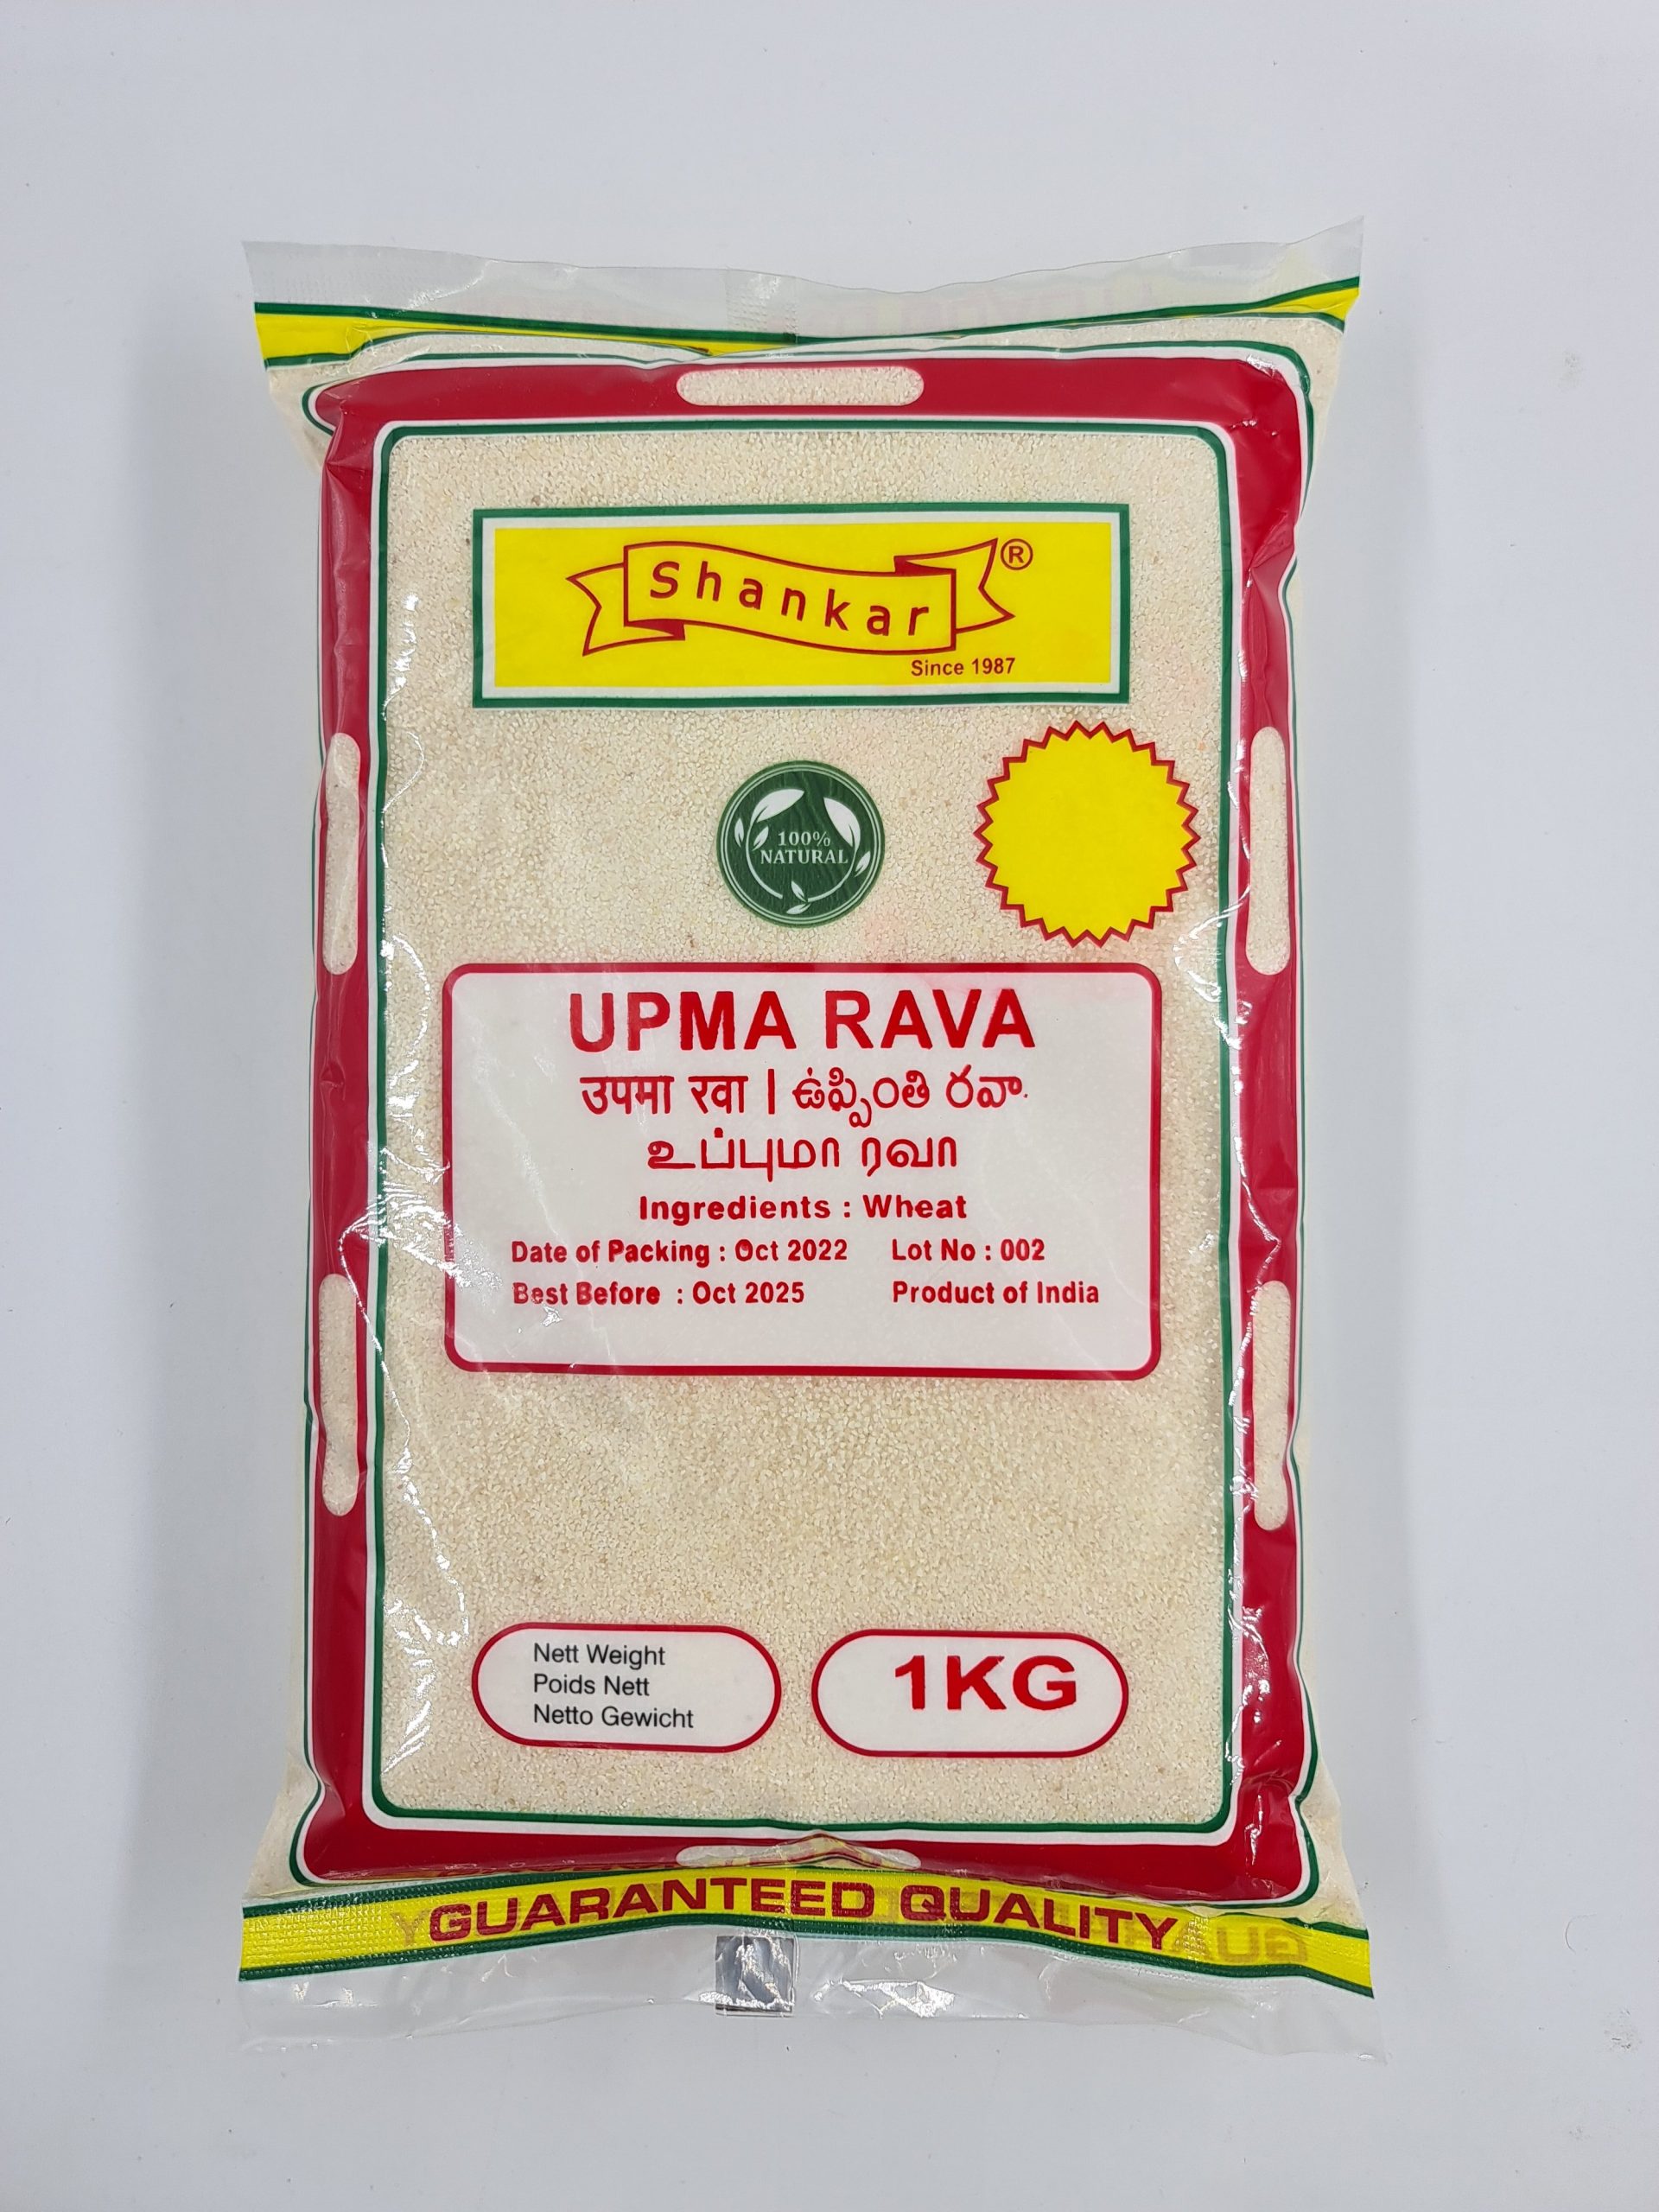 Shankar ®
Since 1987
100%
NATURAL
UPMA RAVA
उपमा रवा | ఉప్పింతి రవా
உப்புமா ரவா
Ingredients : Wheat
Date of Packing : Oct 2022 Lot No : 002
Best Before : Oct 2025 Product of India
Nett Weight
Poids Nett
Netto Gewicht
1KG
GUARANTEED QUALITY